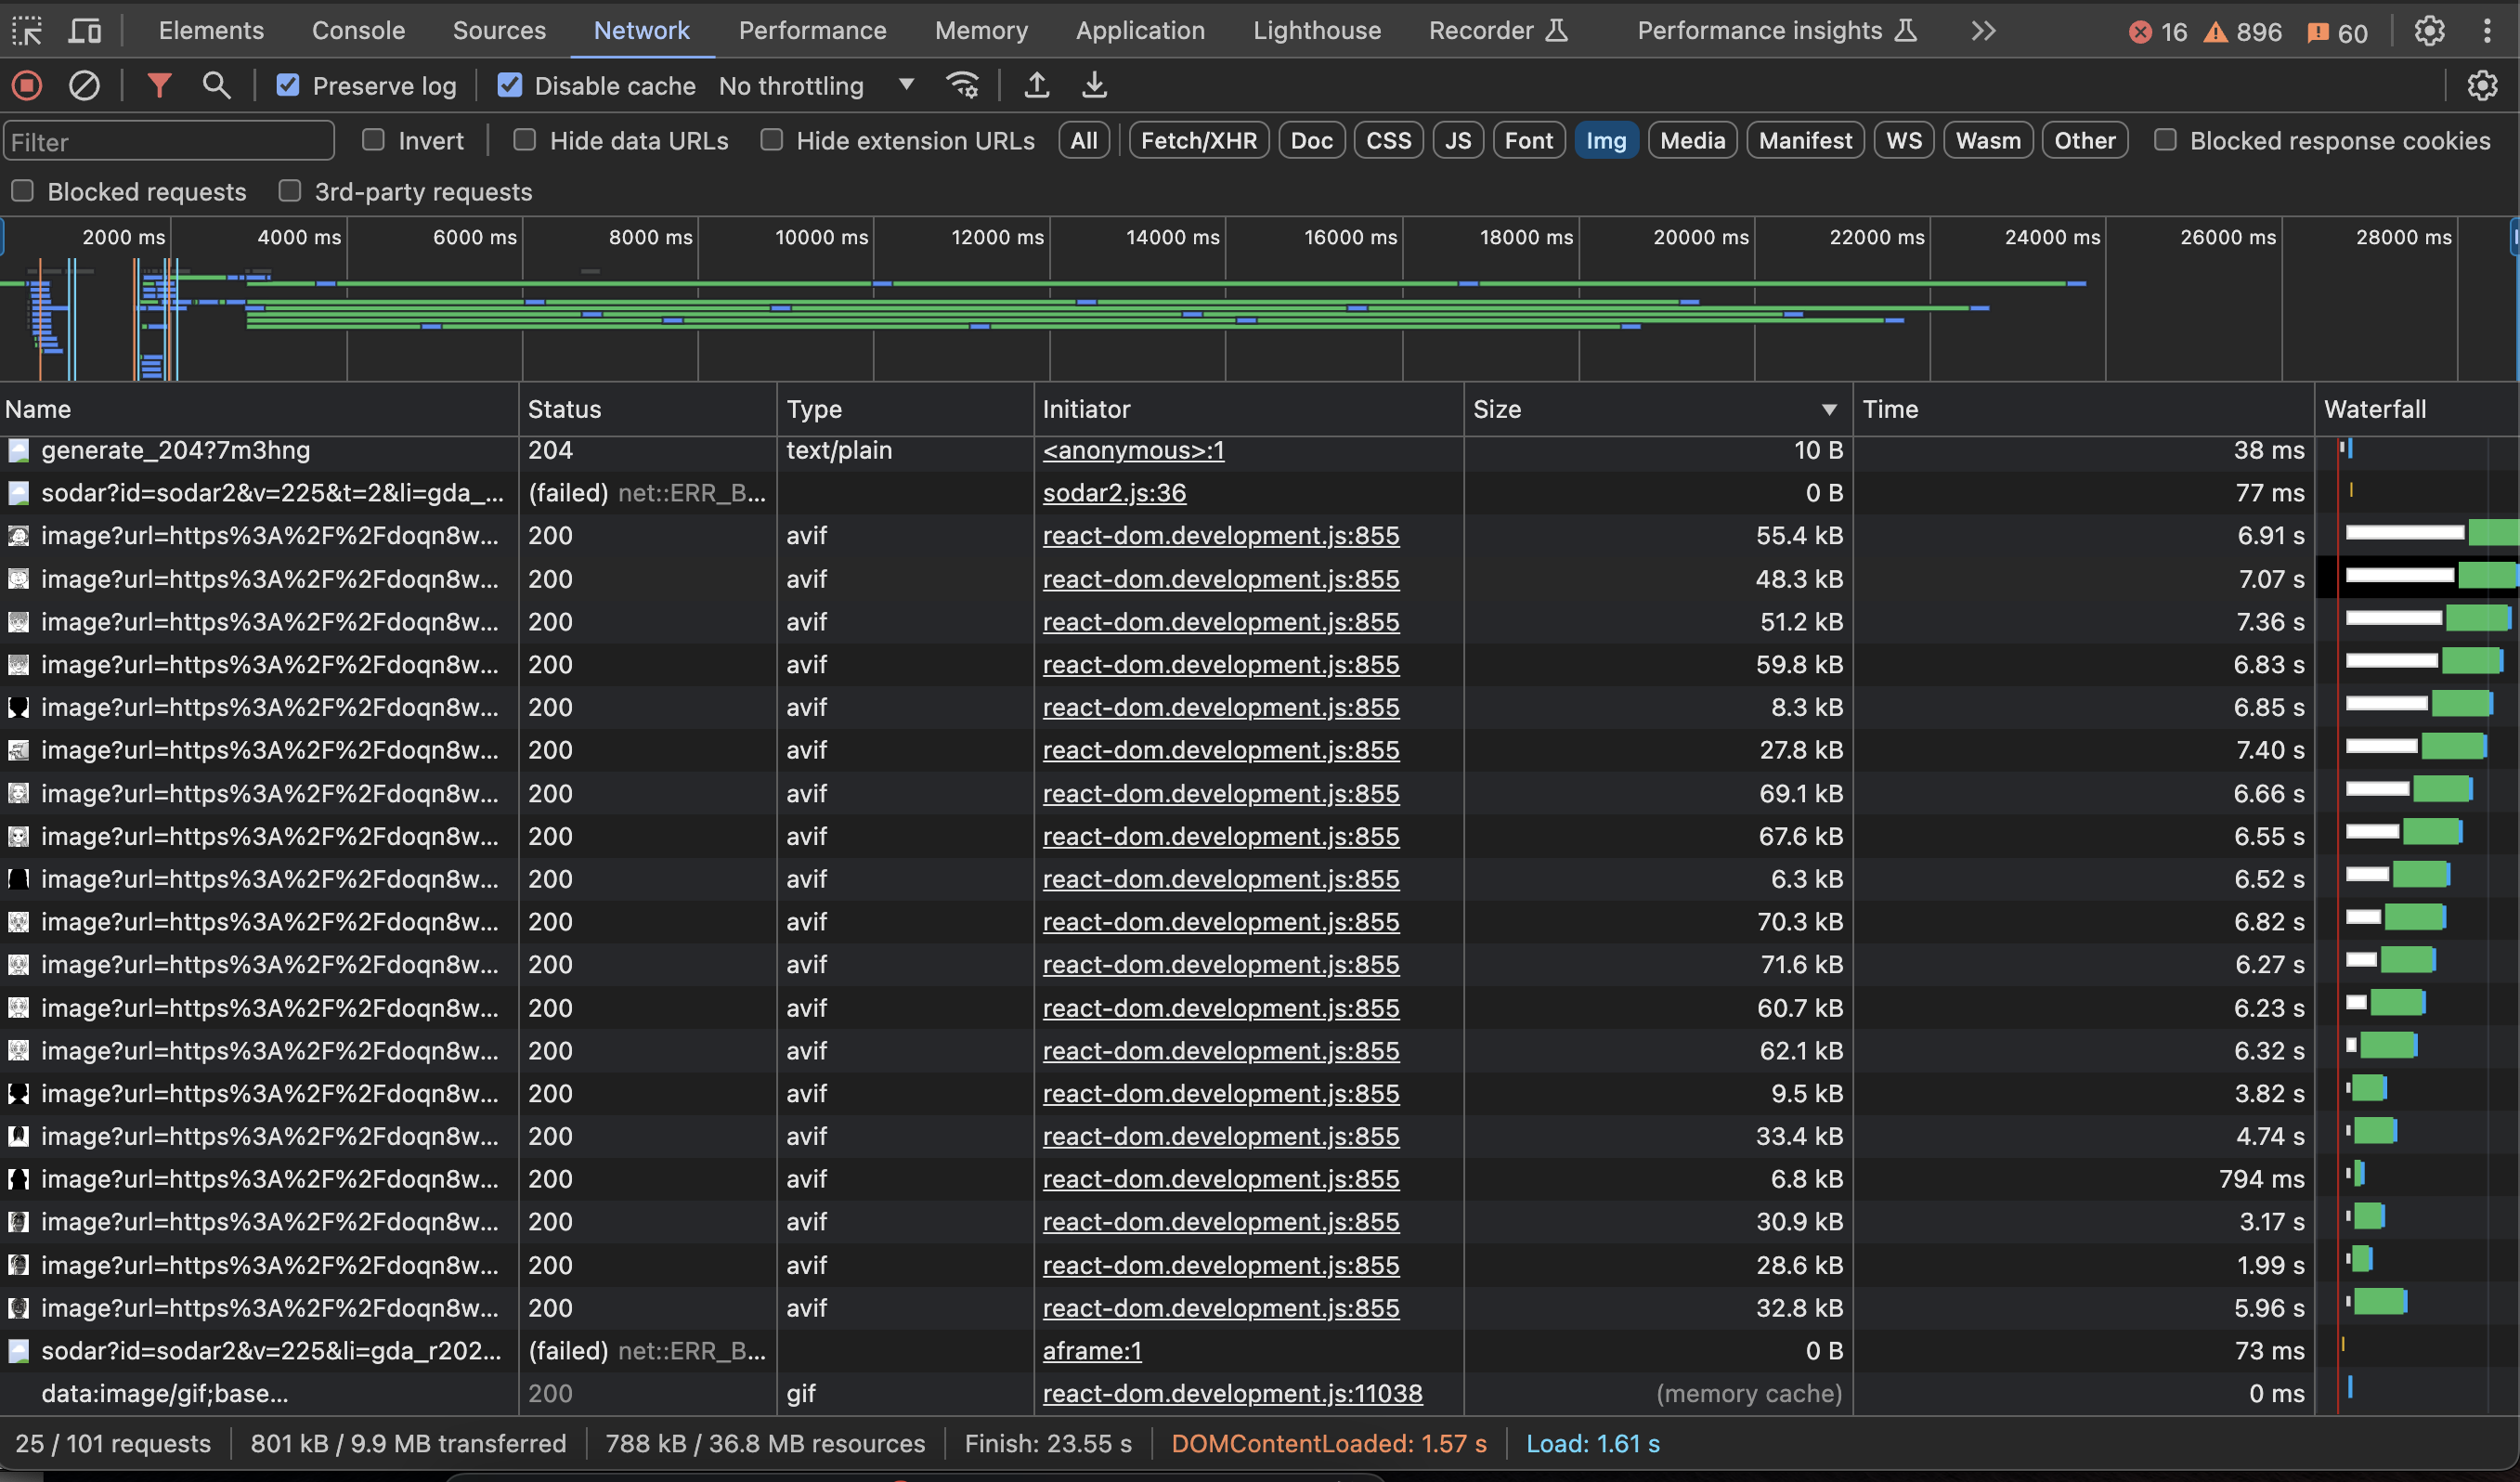 Elements Console Sources Network Performance Memory Application Lighthouse Recorder Performance insights 16 896 60
Preserve log Disable cache No throttling
Filter Invert Hide data URLs Hide extension URLs All Fetch/XHR Doc CSS JS Font Img Media Manifest WS Wasm Other Blocked response cookies
Blocked requests 3rd-party requests
2000 ms 4000 ms 6000 ms 8000 ms 10000 ms 12000 ms 14000 ms 16000 ms 18000 ms 20000 ms 22000 ms 24000 ms 26000 ms 28000 ms
Name Status Type Initiator Size Time Waterfall
generate_204?7m3hng 204 text/plain <anonymous>:1 10 B 38 ms
sodar?id=sodar2&v=225&t=2&li=gda_... (failed) net::ERR_B... sodar2.js:36 0 B 77 ms
image?url=https%3A%2F%2Fdoqn8w... 200 avif react-dom.development.js:855 55.4 kB 6.91 s
image?url=https%3A%2F%2Fdoqn8w... 200 avif react-dom.development.js:855 48.3 kB 7.07 s
image?url=https%3A%2F%2Fdoqn8w... 200 avif react-dom.development.js:855 51.2 kB 7.36 s
image?url=https%3A%2F%2Fdoqn8w... 200 avif react-dom.development.js:855 59.8 kB 6.83 s
image?url=https%3A%2F%2Fdoqn8w... 200 avif react-dom.development.js:855 8.3 kB 6.85 s
image?url=https%3A%2F%2Fdoqn8w... 200 avif react-dom.development.js:855 27.8 kB 7.40 s
image?url=https%3A%2F%2Fdoqn8w... 200 avif react-dom.development.js:855 69.1 kB 6.66 s
image?url=https%3A%2F%2Fdoqn8w... 200 avif react-dom.development.js:855 67.6 kB 6.55 s
image?url=https%3A%2F%2Fdoqn8w... 200 avif react-dom.development.js:855 6.3 kB 6.52 s
image?url=https%3A%2F%2Fdoqn8w... 200 avif react-dom.development.js:855 70.3 kB 6.82 s
image?url=https%3A%2F%2Fdoqn8w... 200 avif react-dom.development.js:855 71.6 kB 6.27 s
image?url=https%3A%2F%2Fdoqn8w... 200 avif react-dom.development.js:855 60.7 kB 6.23 s
image?url=https%3A%2F%2Fdoqn8w... 200 avif react-dom.development.js:855 62.1 kB 6.32 s
image?url=https%3A%2F%2Fdoqn8w... 200 avif react-dom.development.js:855 9.5 kB 3.82 s
image?url=https%3A%2F%2Fdoqn8w... 200 avif react-dom.development.js:855 33.4 kB 4.74 s
image?url=https%3A%2F%2Fdoqn8w... 200 avif react-dom.development.js:855 6.8 kB 794 ms
image?url=https%3A%2F%2Fdoqn8w... 200 avif react-dom.development.js:855 30.9 kB 3.17 s
image?url=https%3A%2F%2Fdoqn8w... 200 avif react-dom.development.js:855 28.6 kB 1.99 s
image?url=https%3A%2F%2Fdoqn8w... 200 avif react-dom.development.js:855 32.8 kB 5.96 s
sodar?id=sodar2&v=225&li=gda_r202... (failed) net::ERR_B... aframe:1 0 B 73 ms
data:image/gif;base... 200 gif react-dom.development.js:11038 (memory cache) 0 ms
25 / 101 requests 801 kB / 9.9 MB transferred 788 kB / 36.8 MB resources Finish: 23.55 s DOMContentLoaded: 1.57 s Load: 1.61 s